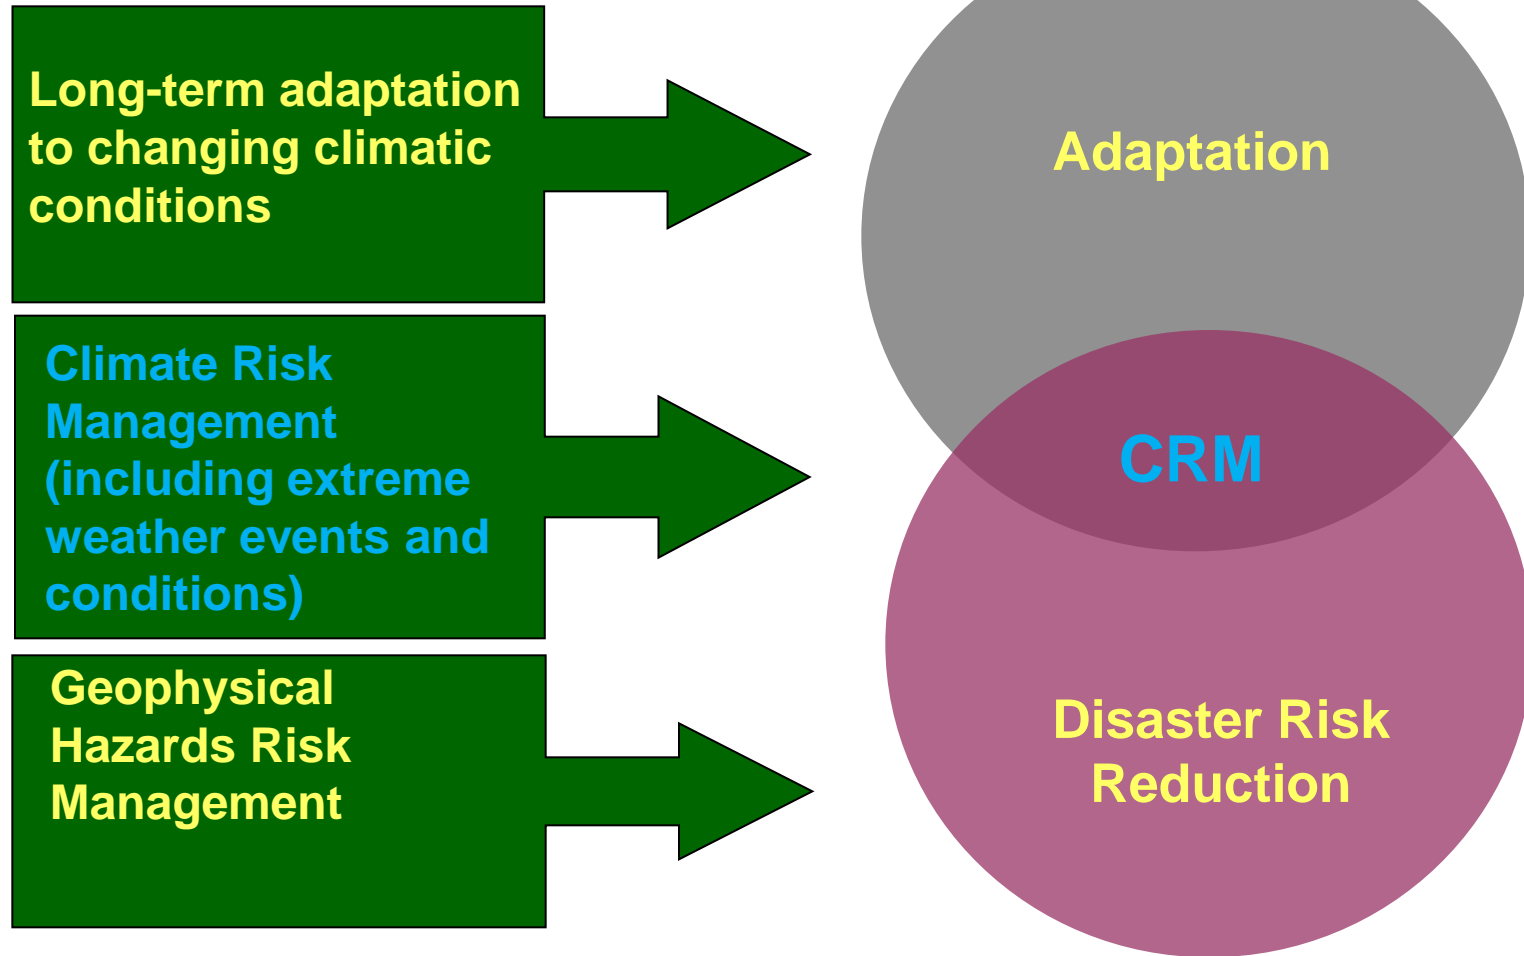 Long-term adaptation
to changing climatic
conditions
Climate Risk
Management
(including extreme
weather events and
conditions)
Geophysical
Hazards Risk
Management
Adaptation
CRM
Disaster Risk
Reduction